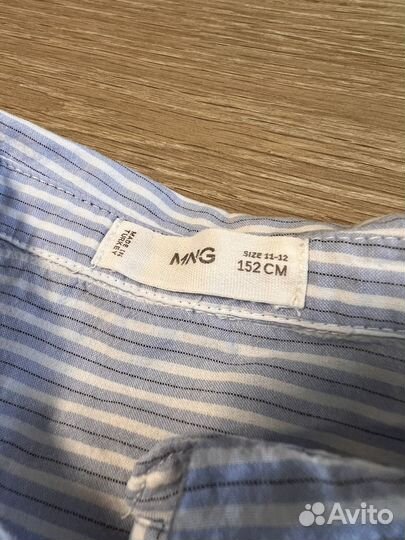 MADE IN
TURKEY
MNG
SIZE 11-12
152 CM
Avito